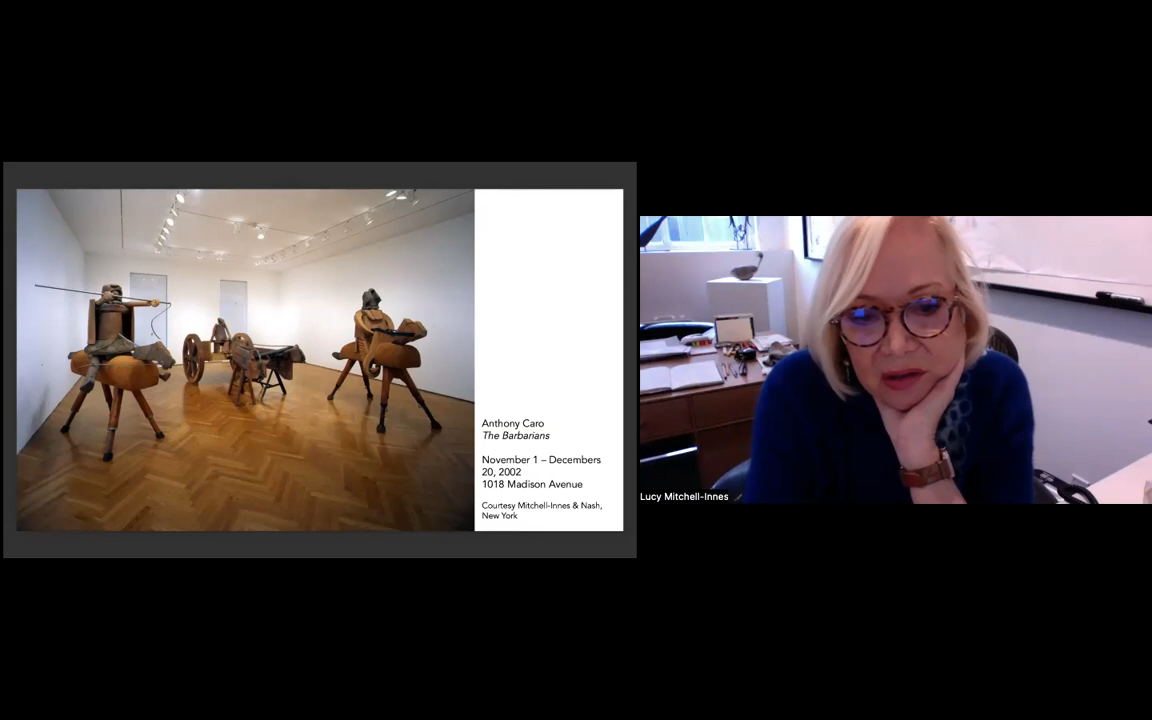 Anthony Caro
The Barbarians
November 1 – Decembers
20, 2002
1018 Madison Avenue
Courtesy Mitchell-Innes & Nash,
New York
Lucy Mitchell-Innes